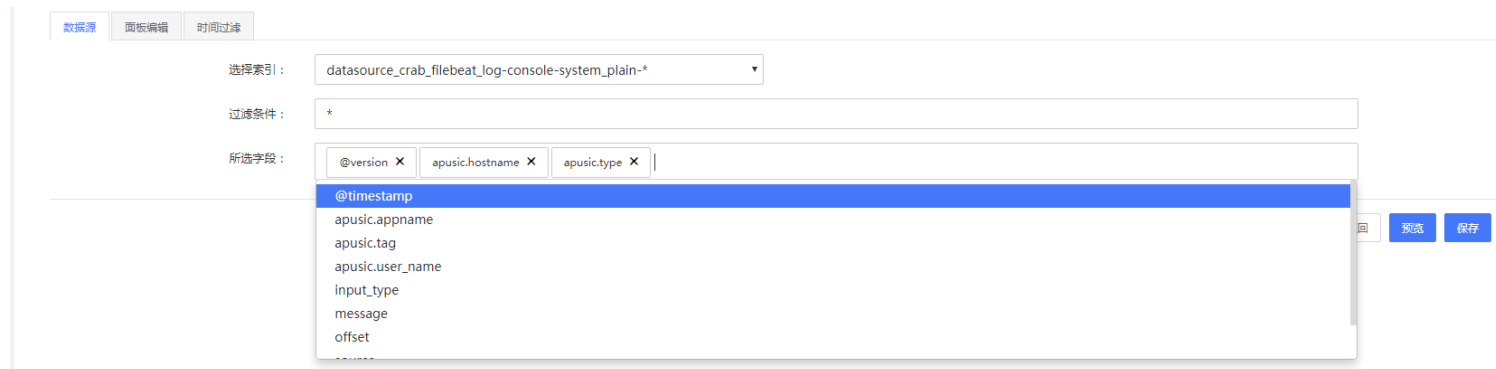 数据源 面板编辑 时间过滤
选择索引： datasource_crab_filebeat_log-console-system_plain-*
过滤条件： *
所选字段： @version ✕ apusic.hostname ✕ apusic.type ✕
@timestamp
apusic.appname
回 预览 保存
apusic.tag
apusic.user_name
input_type
message
offset